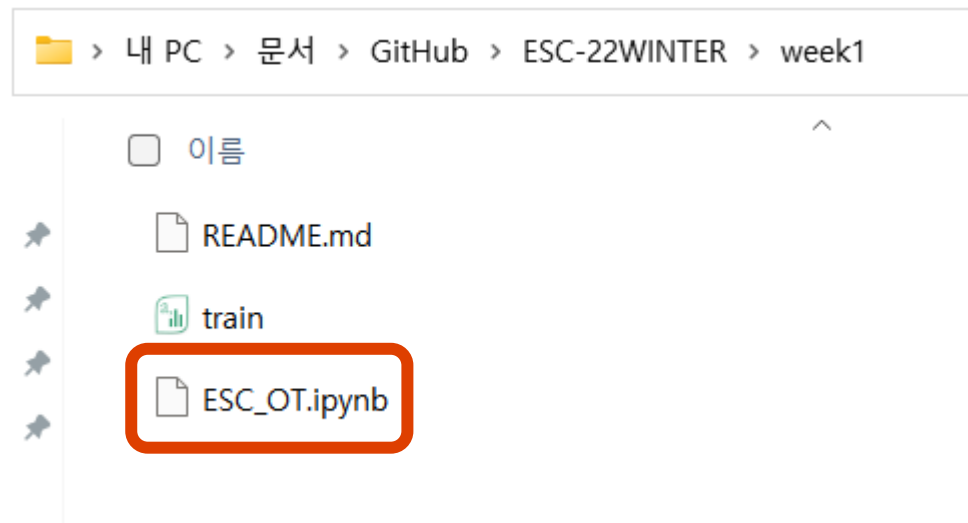 내 PC > 문서 > GitHub > ESC-22WINTER > week1
이름
README.md
train
ESC_OT.ipynb